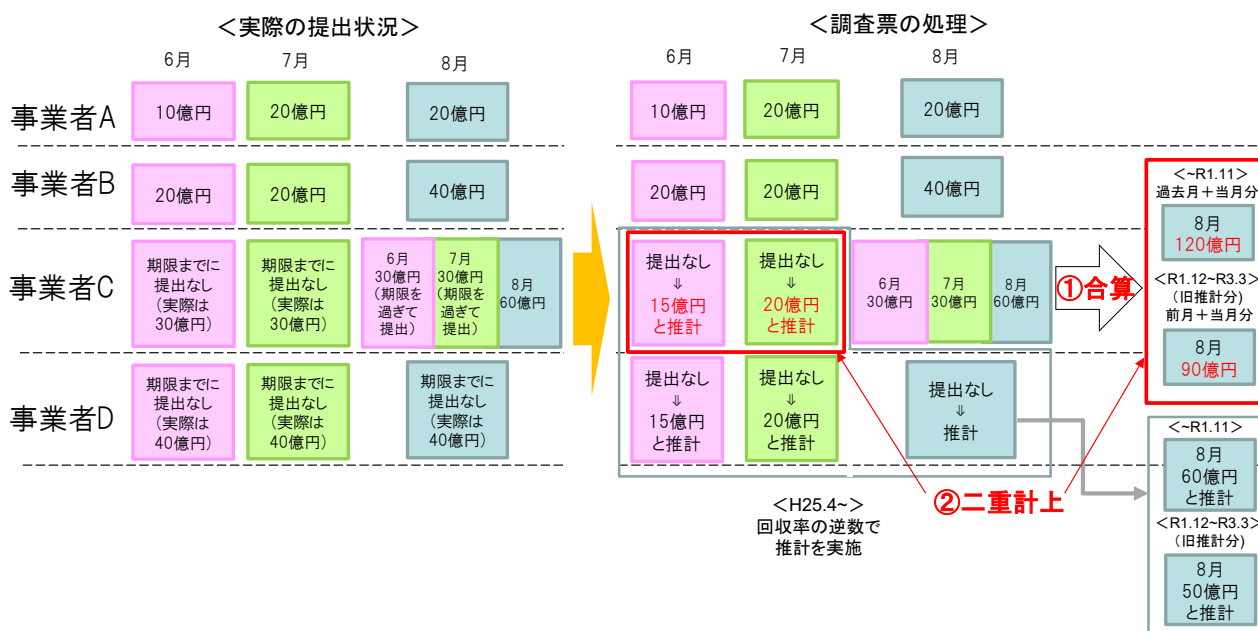 ＜実際の提出状況＞
6月
7月
8月
事業者A
10億円
20億円
20億円
事業者B
20億円
20億円
40億円
事業者C
期限までに
提出なし
(実際は
30億円)
期限までに
提出なし
(実際は
30億円)
6月
30億円
(期限を
過ぎて
提出)
7月
30億円
(期限を
過ぎて
提出)
8月
60億円
事業者D
期限までに
提出なし
(実際は
40億円)
期限までに
提出なし
(実際は
40億円)
期限までに
提出なし
(実際は
40億円)
＜調査票の処理＞
6月
7月
8月
10億円
20億円
20億円
20億円
20億円
40億円
提出なし
⇓
15億円
と推計
提出なし
⇓
20億円
と推計
6月
30億円
7月
30億円
8月
60億円
①合算
提出なし
⇓
15億円
と推計
提出なし
⇓
20億円
と推計
提出なし
⇓
推計
②二重計上
＜H25.4~＞
回収率の逆数で
推計を実施
＜~R1.11＞
過去月＋当月分
8月
120億円
＜R1.12~R3.3＞
(旧推計分)
前月＋当月分
8月
90億円
＜~R1.11＞
8月
60億円
と推計
＜R1.12~R3.3＞
(旧推計分)
8月
50億円
と推計